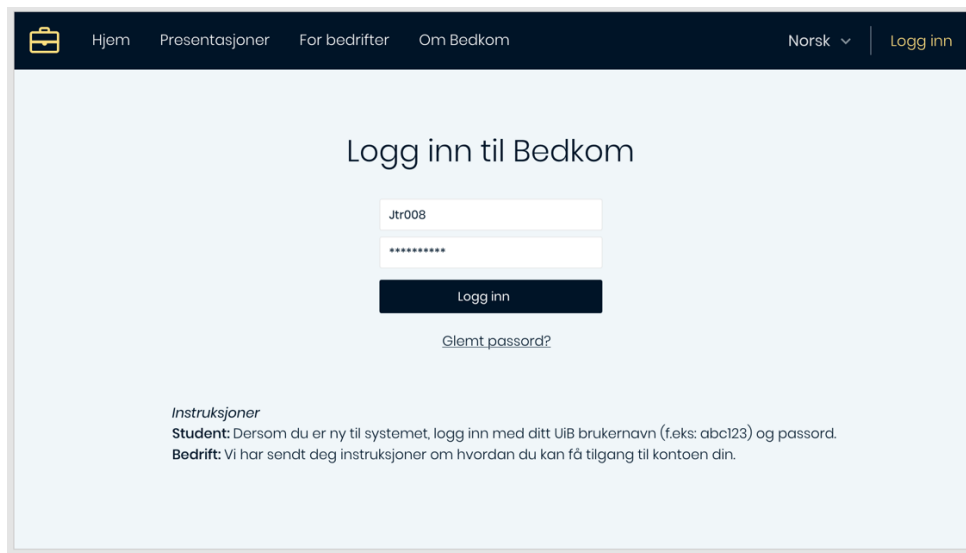 Hjem Presentasjoner For bedrifter Om Bedkom Norsk Logg inn
Logg inn til Bedkom
Jtr008
**********
Logg inn
Glemt passord?
Instruksjoner
Student: Dersom du er ny til systemet, logg inn med ditt UiB brukernavn (f.eks: abc123) og passord.
Bedrift: Vi har sendt deg instruksjoner om hvordan du kan få tilgang til kontoen din.